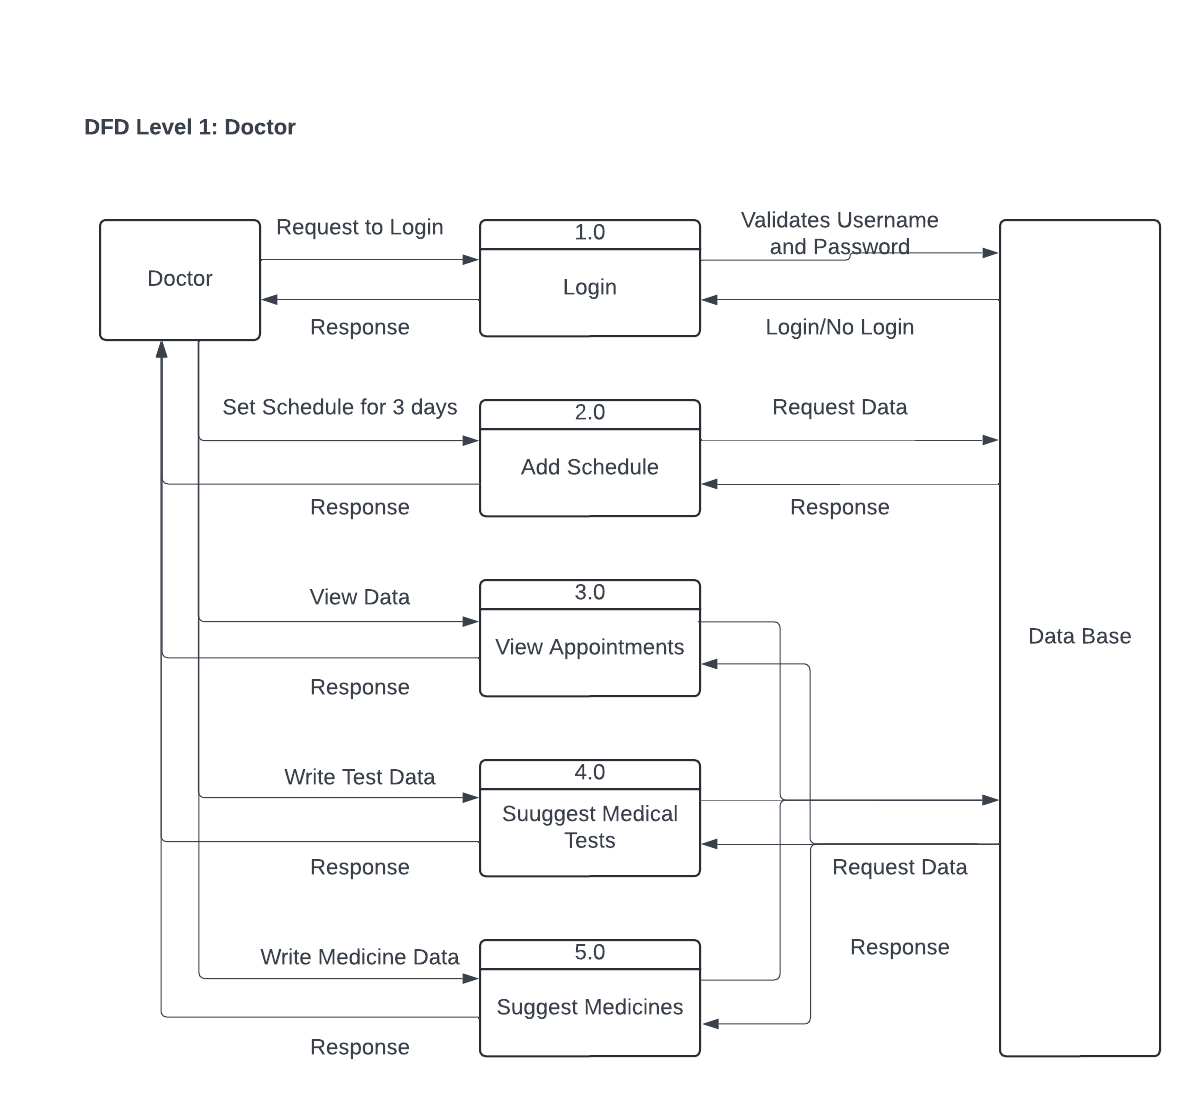 DFD Level 1: Doctor
Doctor
Request to Login
Response
1.0
Login
Validates Username
and Password
Login/No Login
Set Schedule for 3 days
Response
2.0
Add Schedule
Request Data
Response
View Data
Response
3.0
View Appointments
Data Base
Write Test Data
Response
4.0
Suuggest Medical
Tests
Request Data
Response
Write Medicine Data
Response
5.0
Suggest Medicines